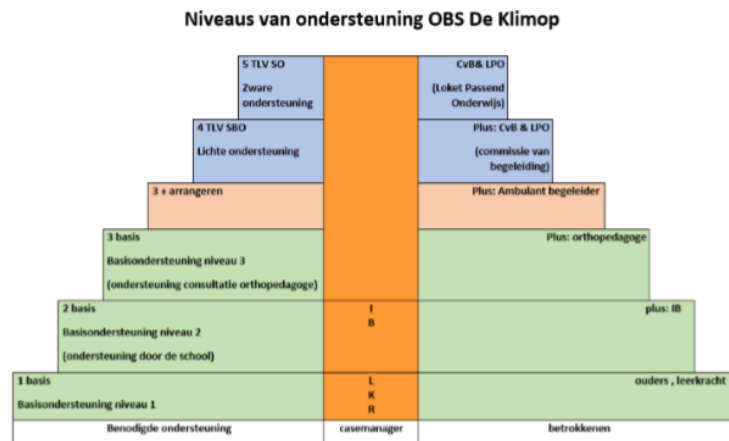 Niveaus van ondersteuning OBS De Klimop
5 TLV SO
Zware
ondersteuning
CvB& LPO
(Loket Passend
Onderwijs)
4 TLV SBO
Lichte ondersteuning
Plus: CvB & LPO
(commissie van
begeleiding)
3 + arrangeren
Plus: Ambulant begeleider
3 basis
Basisondersteuning niveau 3
(ondersteuning consultatie orthopedagoge)
Plus: orthopedagoge
2 basis
Basisondersteuning niveau 2
(ondersteuning door de school)
I
B
plus: IB
1 basis
Basisondersteuning niveau 1
L
K
R
ouders , leerkracht
Benodigde ondersteuning
casemanager
betrokkenen